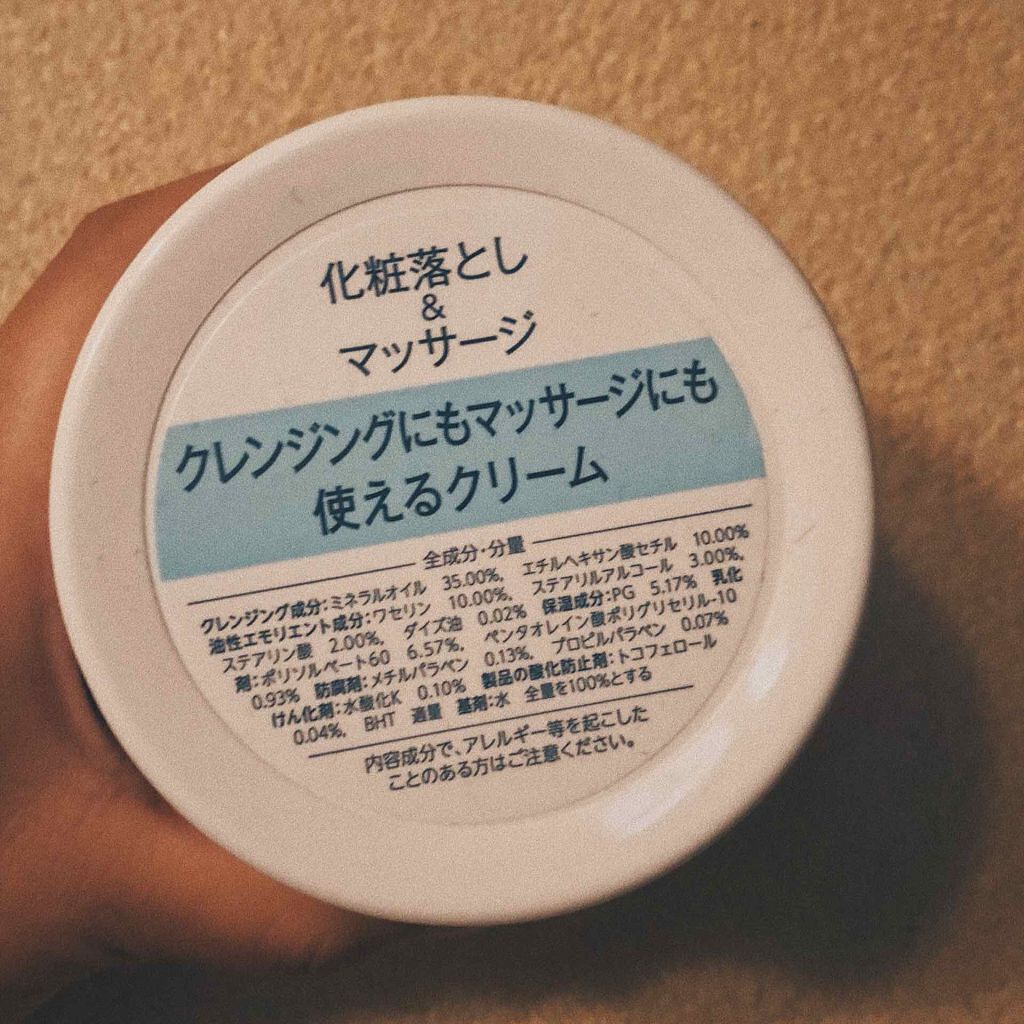 化粧落とし
&
マッサージ
クレンジングにもマッサージにも
使えるクリーム
全成分・分量
クレンジング成分:ミネラルオイル 35.00%, エチルヘキサン酸セチル 10.00%
油性エモリエント成分:ワセリン 10.00%, ステアリルアルコール 3.00%,
ステアリン酸 2.00%, ダイズ油 0.02% 保湿成分:PG 5.17% 乳化
剤:ポリソルベート60 6.57%, ペンタオレイン酸ポリグリセリル-10
0.93% 防腐剤:メチルパラベン 0.13%, プロピルパラベン 0.07%
けん化剤:水酸化K 0.10% 製品の酸化防止剤:トコフェロール
0.04%, BHT 適量 基剤:水 全量を100%とする
内容成分で、アレルギー等を起こした
ことのある方はご注意ください。